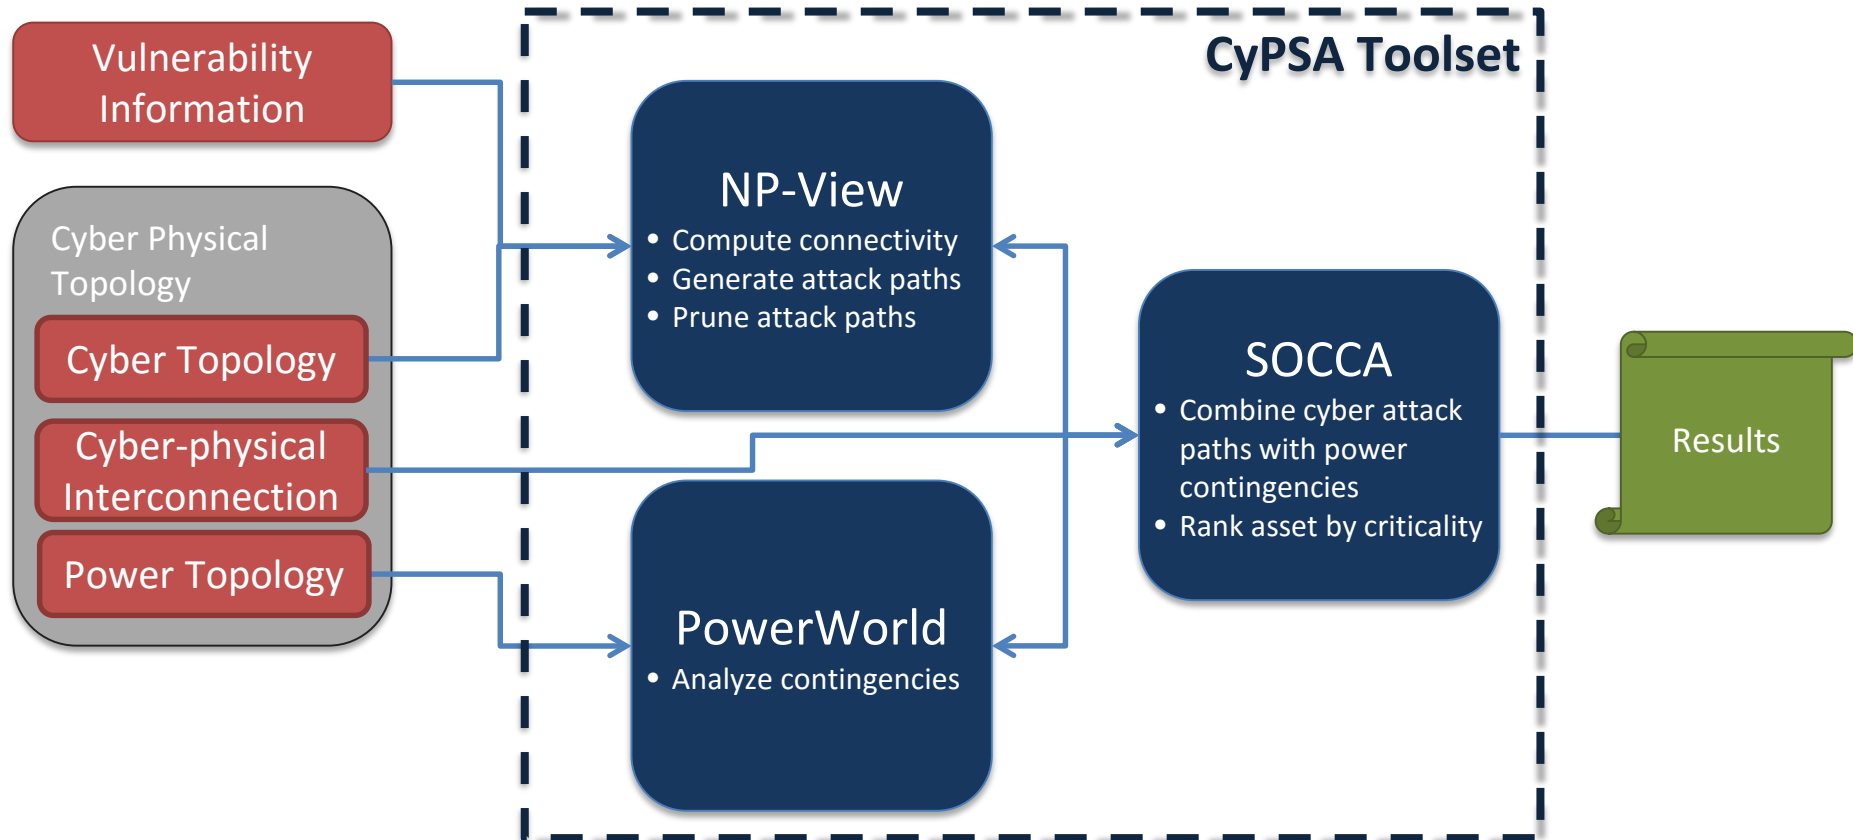 Vulnerability
Information
Cyber Physical
Topology
Cyber Topology
Cyber-physical
Interconnection
Power Topology
CyPSA Toolset
NP-View
• Compute connectivity
• Generate attack paths
• Prune attack paths
PowerWorld
• Analyze contingencies
SOCCA
• Combine cyber attack
paths with power
contingencies
• Rank asset by criticality
Results